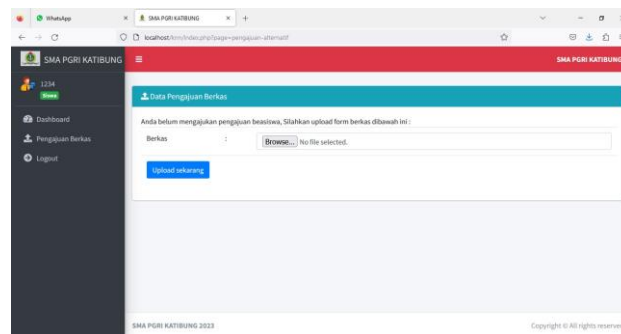 WhatsApp
SMA PGRI KATIBUNG
localhost/knn/index.php?page=pengajuan-alternatif
SMA PGRI KATIBUNG
SMA PGRI KATIBUNG
1234
Siswa
Data Pengajuan Berkas
Dashboard
Anda belum mengajukan pengajuan beasiswa, Silahkan upload form berkas dibawah ini :
Pengajuan Berkas
Berkas : Browse... No file selected.
Logout
Upload sekarang
SMA PGRI KATIBUNG 2023
Copyright © All rights reserve